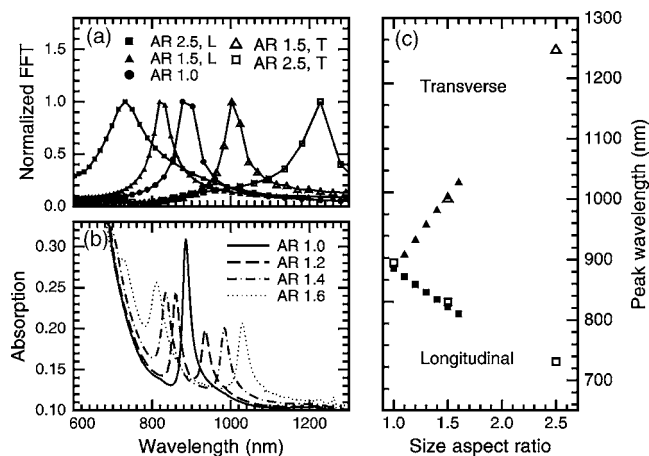 (a)
AR 2.5, L
AR 1.5, L
AR 1.0
AR 1.5, T
AR 2.5, T
Normalized FFT
1.5
1.0
0.5
0.0
(b)
AR 1.0
AR 1.2
AR 1.4
AR 1.6
Absorption
0.30
0.25
0.20
0.15
0.10
600 800 1000 1200
Wavelength (nm)
(c)
Transverse
Longitudinal
1300
1200
1100
1000
900
800
700
Peak wavelength (nm)
1.0 1.5 2.0 2.5
Size aspect ratio